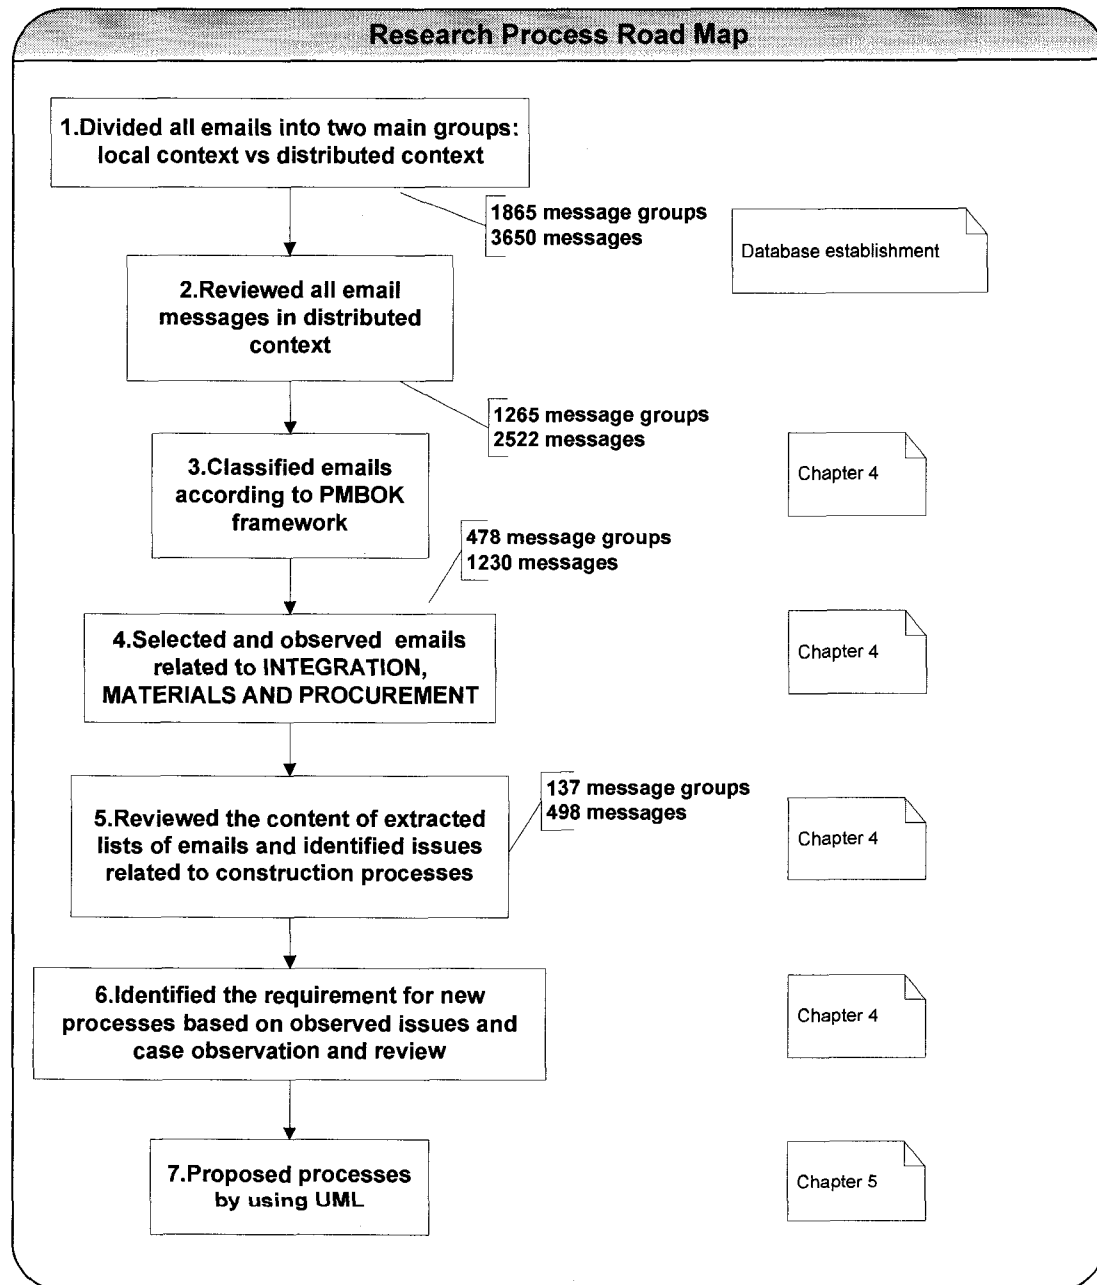 Research Process Road Map
1.Divided all emails into two main groups:
local context vs distributed context
1865 message groups
3650 messages
Database establishment
2.Reviewed all email
messages in distributed
context
1265 message groups
2522 messages
3.Classified emails
according to PMBOK
framework
Chapter 4
478 message groups
1230 messages
4.Selected and observed emails
related to INTEGRATION,
MATERIALS AND PROCUREMENT
Chapter 4
137 message groups
498 messages
5.Reviewed the content of extracted
lists of emails and identified issues
related to construction processes
Chapter 4
6.Identified the requirement for new
processes based on observed issues and
case observation and review
Chapter 4
7.Proposed processes
by using UML
Chapter 5